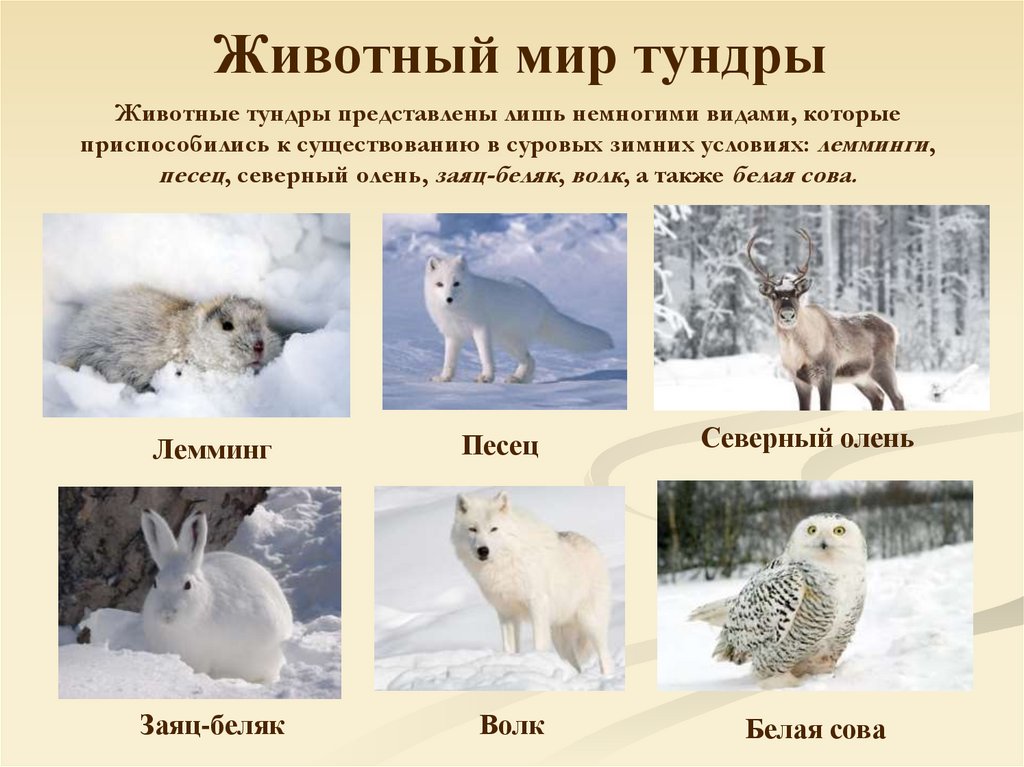 Животный мир тундры
Животные тундры представлены лишь немногими видами, которые
приспособились к существованию в суровых зимних условиях: лемминги,
песец, северный олень, заяц-беляк, волк, а также белая сова.
Лемминг
Песец
Северный олень
Заяц-беляк
Волк
Белая сова